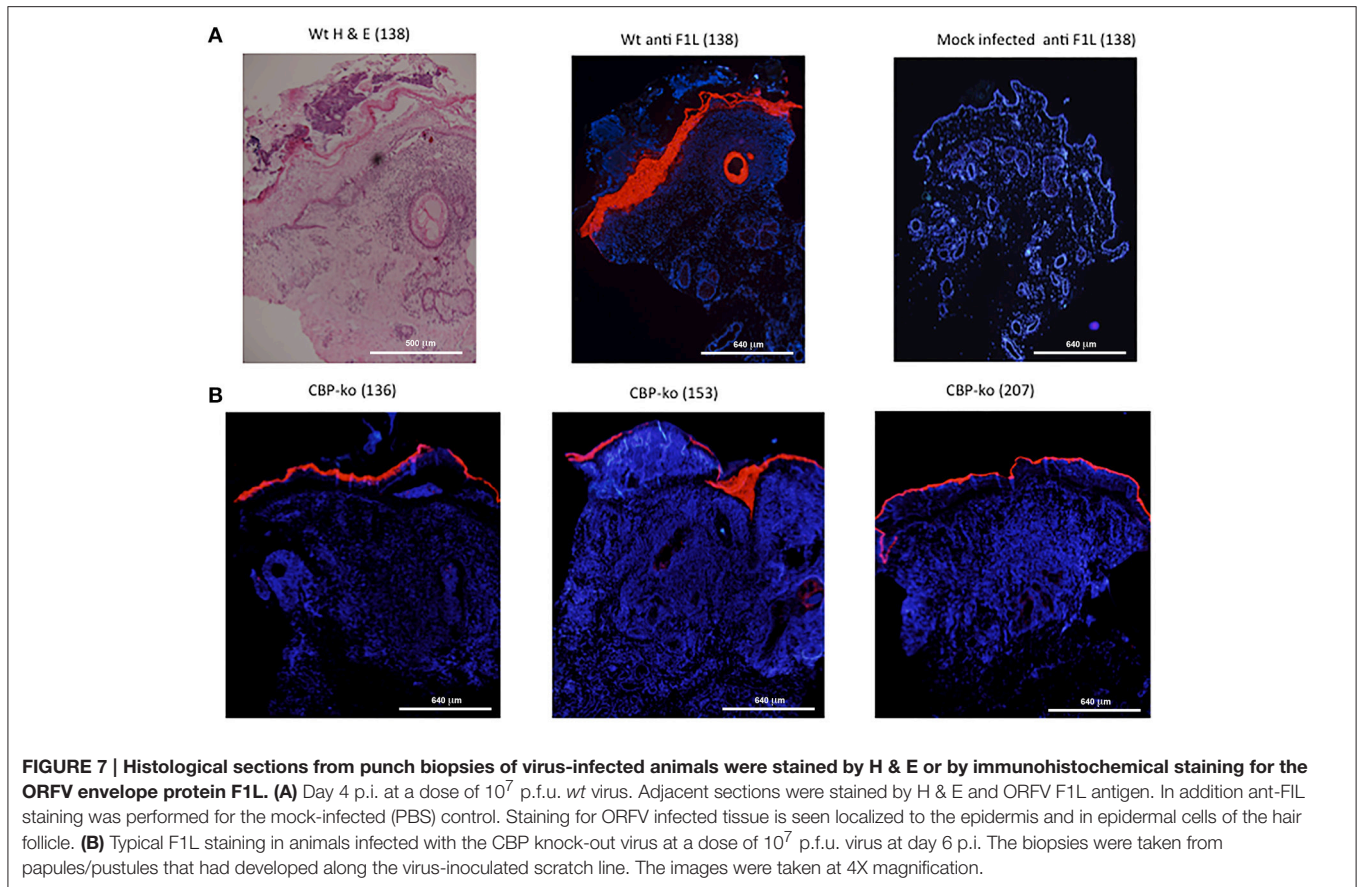 A
Wt H & E (138)
Wt anti F1L (138)
Mock infected anti F1L (138)
500 µm
640 µm
640 µm
B
CBP-ko (136)
CBP-ko (153)
CBP-ko (207)
640 µm
640 µm
640 µm
FIGURE 7 | Histological sections from punch biopsies of virus-infected animals were stained by H & E or by immunohistochemical staining for the
ORFV envelope protein F1L. (A) Day 4 p.i. at a dose of 10⁷ p.f.u. wt virus. Adjacent sections were stained by H & E and ORFV F1L antigen. In addition ant-FIL
staining was performed for the mock-infected (PBS) control. Staining for ORFV infected tissue is seen localized to the epidermis and in epidermal cells of the hair
follicle. (B) Typical F1L staining in animals infected with the CBP knock-out virus at a dose of 10⁷ p.f.u. virus at day 6 p.i. The biopsies were taken from
papules/pustules that had developed along the virus-inoculated scratch line. The images were taken at 4X magnification.